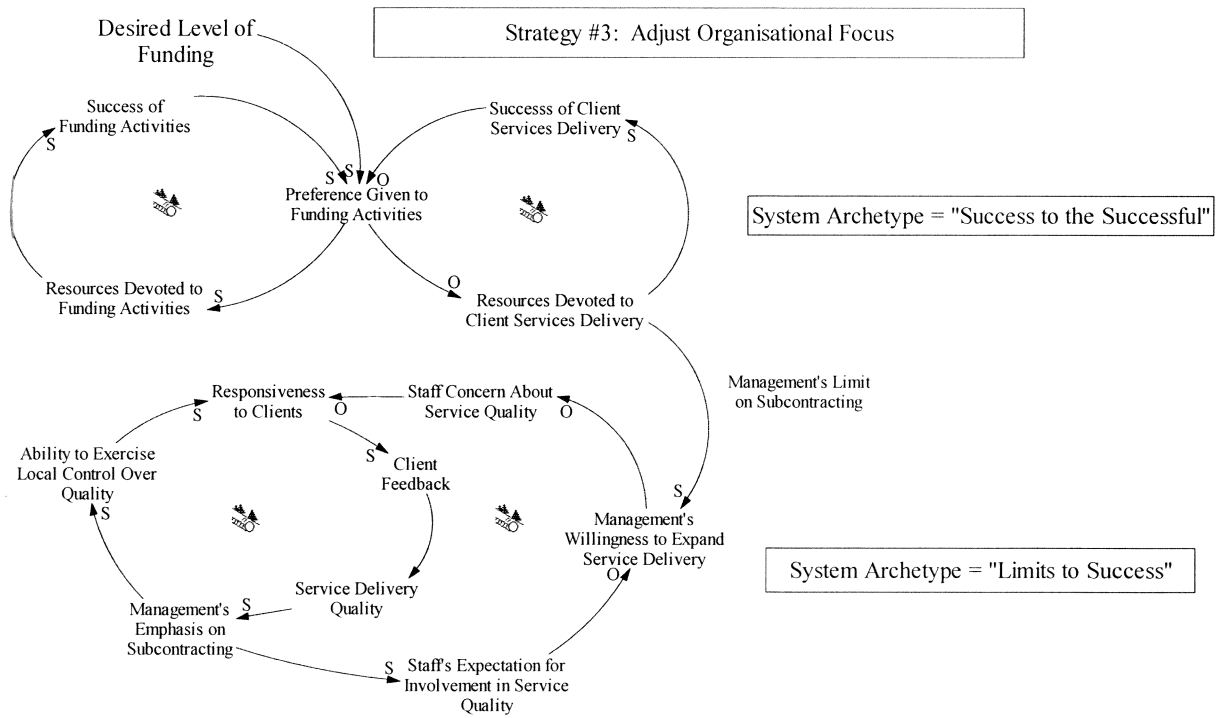 Desired Level of
Funding
Strategy #3: Adjust Organisational Focus
Success of
Funding Activities
S
Successs of Client
Services Delivery
S
S
S
O
Preference Given to
Funding Activities
System Archetype = "Success to the Successful"
Resources Devoted to
Funding Activities
S
O
Resources Devoted to
Client Services Delivery
Management's Limit
on Subcontracting
Responsiveness
to Clients
S
O
Staff Concern About
Service Quality
O
Ability to Exercise
Local Control Over
Quality
S
S
Client
Feedback
S
Management's
Willingness to Expand
Service Delivery
O
System Archetype = "Limits to Success"
Service Delivery
Quality
S
Management's
Emphasis on
Subcontracting
S
Staff's Expectation for
Involvement in Service
Quality